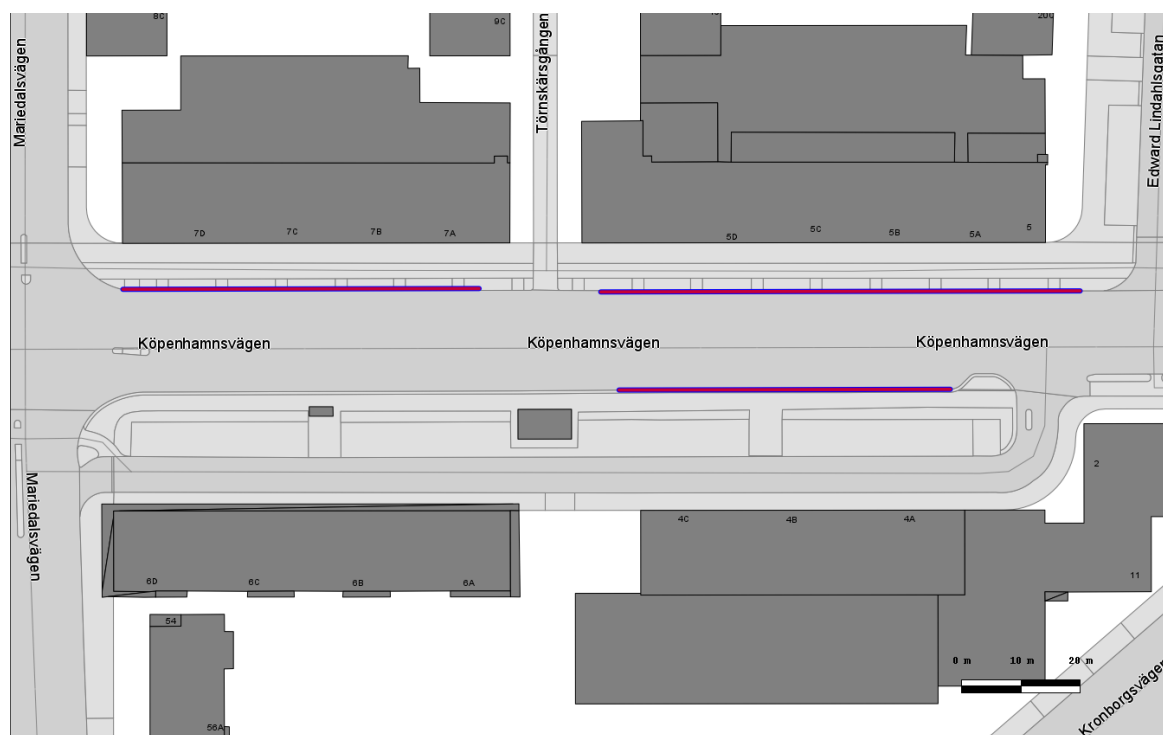 8C
9C
20C
Mariedalsvägen
Törnskärsgången
Edward Lindahlsgatan
7D
7C
7B
7A
5D
5C
5B
5A
5
Köpenhamnsvägen
Köpenhamnsvägen
Köpenhamnsvägen
2
Mariedalsvägen
4C
4B
4A
6D
6C
6B
6A
11
54
56A
0 m
10 m
20 m
Kronborgsvägen